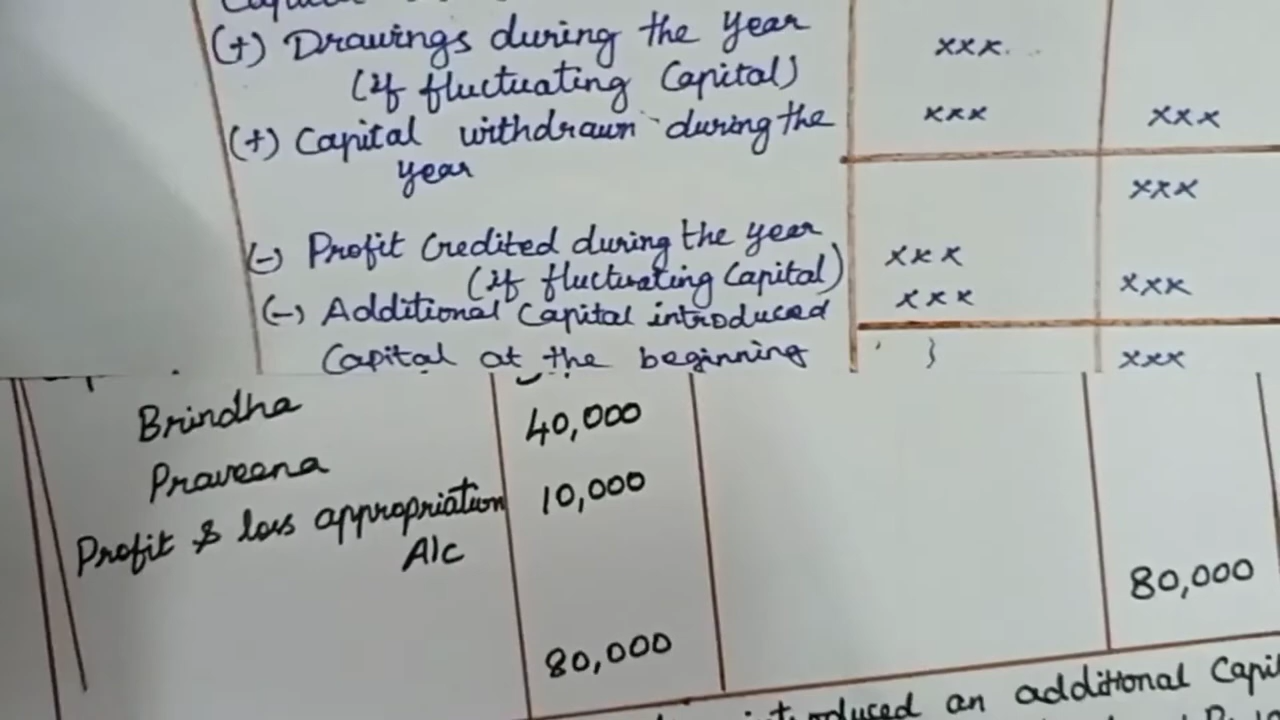 (+) Drawings during the year xxx
(If fluctuating Capital)
(+) Capital withdrawn during the xxx xxx
year
xxx
(-) Profit Credited during the year xxx
(if fluctuating Capital)
xxx
(-) Additional Capital introduced xxx
Capital at the beginning xxx
Brindha 40,000
Praveena 10,000
Profit & loss appropriation
A/c
80,000
80,000
introduced an additional Capi